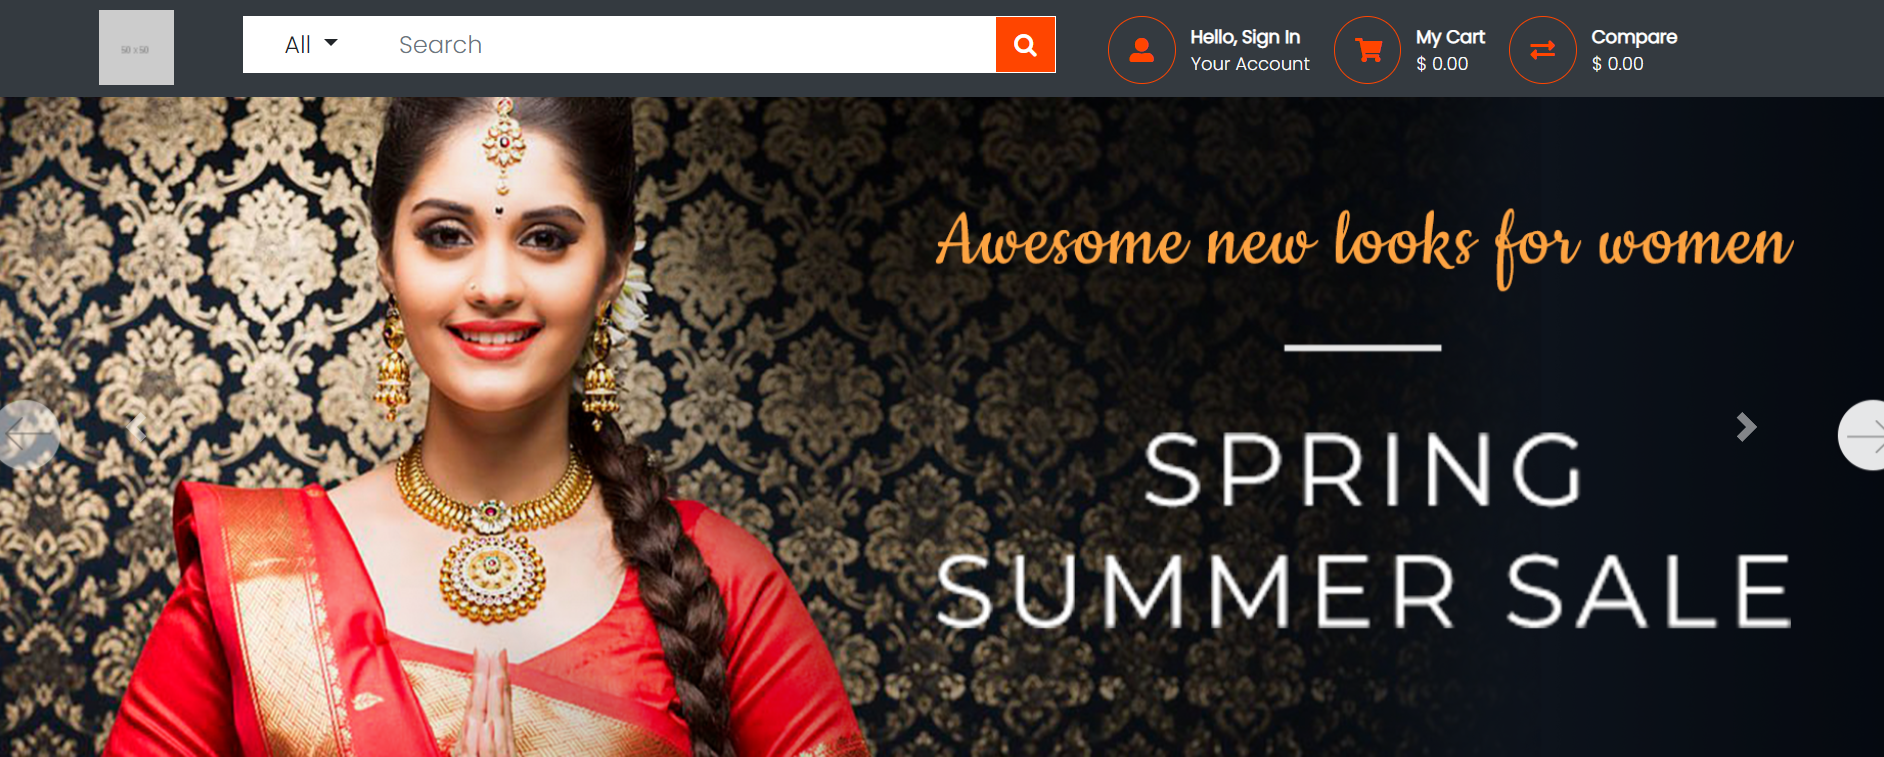 50 x 50
All
Search
Hello, Sign In
Your Account
My Cart
$ 0.00
Compare
$ 0.00
Awesome new looks for women
SPRING
SUMMER SALE